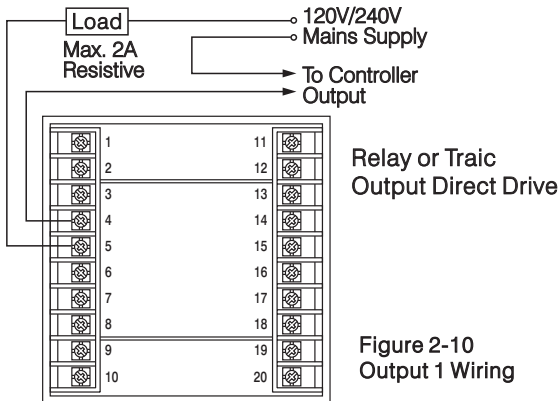 Load
120V/240V
Mains Supply
Max. 2A
Resistive
To Controller
Output
1
2
3
4
5
6
7
8
9
10
11
12
13
14
15
16
17
18
19
20
Relay or Traic
Output Direct Drive
Figure 2-10
Output 1 Wiring